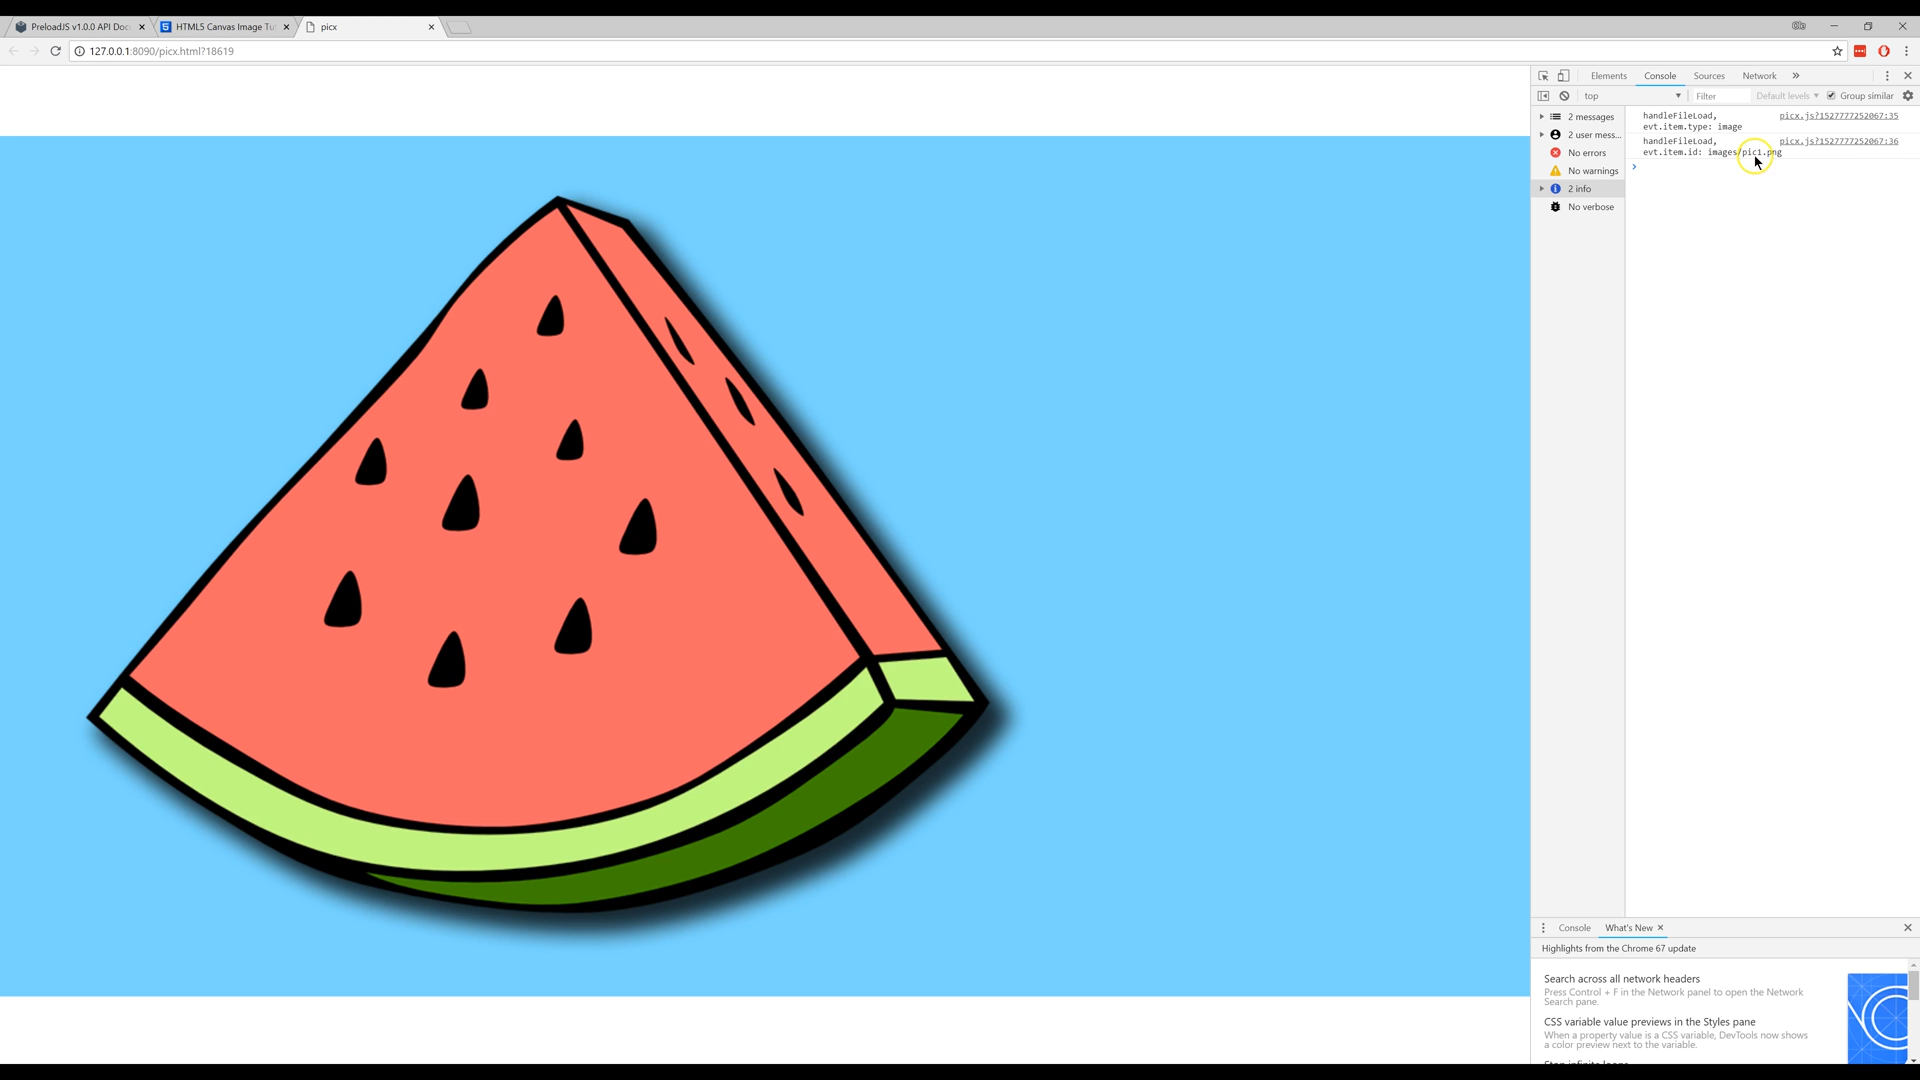 PreloadJS v1.0.0 API Doc
HTML5 Canvas Image Tut
picx
127.0.0.1:8090/picx.html?18619
Elements
Console
Sources
Network
top
Filter
Default levels
Group similar
2 messages
2 user mess...
No errors
No warnings
2 info
No verbose
handleFileLoad, picx.js?1527777252067:35
evt.item.type: image
handleFileLoad, picx.js?1527777252067:36
evt.item.id: images/pic1.png
Console
What's New
Highlights from the Chrome 67 update
Search across all network headers
Press Control + F in the Network panel to open the Network
Search pane.
CSS variable value previews in the Styles pane
When a property value is a CSS variable, DevTools now shows
a color preview next to the variable.